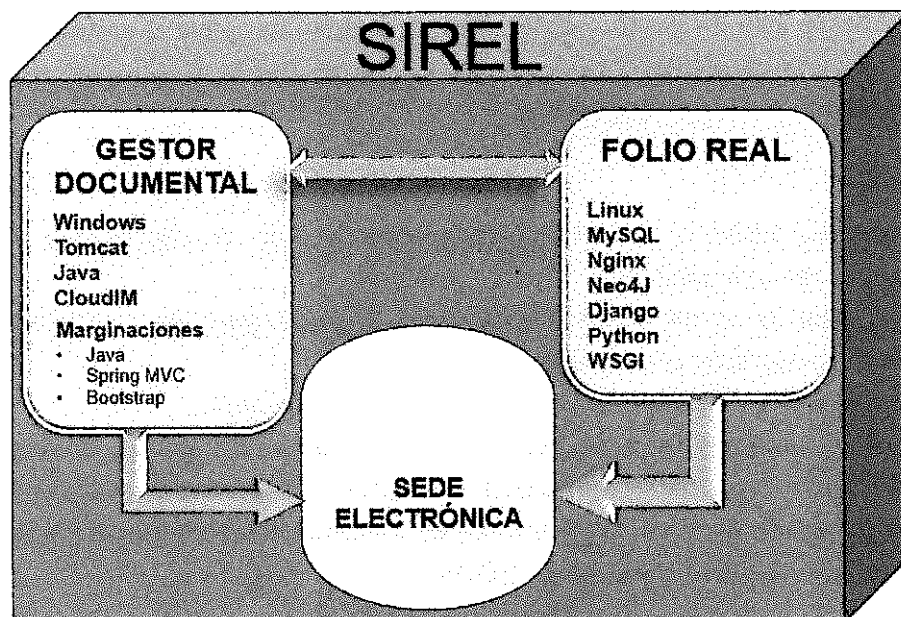 SIREL
GESTOR
DOCUMENTAL
Windows
Tomcat
Java
CloudIM
Marginaciones
• Java
• Spring MVC
• Bootstrap
FOLIO REAL
Linux
MySQL
Nginx
Neo4J
Django
Python
WSGI
SEDE
ELECTRÓNICA